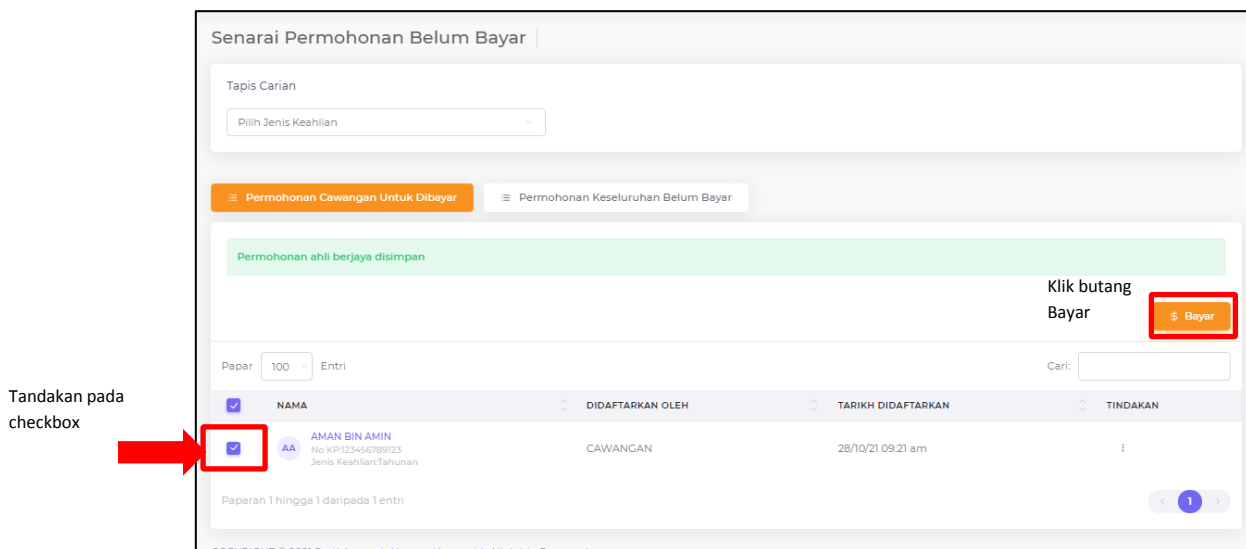 Senarai Permohonan Belum Bayar
Tapis Carian
Pilih Jenis Keahlian
Permohonan Cawangan Untuk Dibayar
Permohonan Keseluruhan Belum Bayar
Permohonan ahli berjaya disimpan
Klik butang
Bayar
$ Bayar
Papar 100 Entri
Cari:
Tandakan pada
checkbox
NAMA DIDAFTARKAN OLEH TARIKH DIDAFTARKAN TINDAKAN
AA
AMAN BIN AMIN
No KP:123456789123
Jenis Keahlian:Tahunan
CAWANGAN
28/10/21 09:21 am
Paparan 1 hingga 1 daripada 1 entri
< 1 >